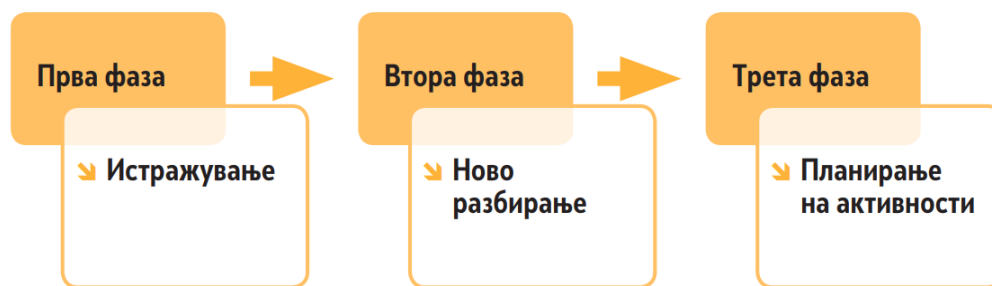 Прва фаза
Истражување
Втора фаза
Ново
разбирање
Трета фаза
Планирање
на активности